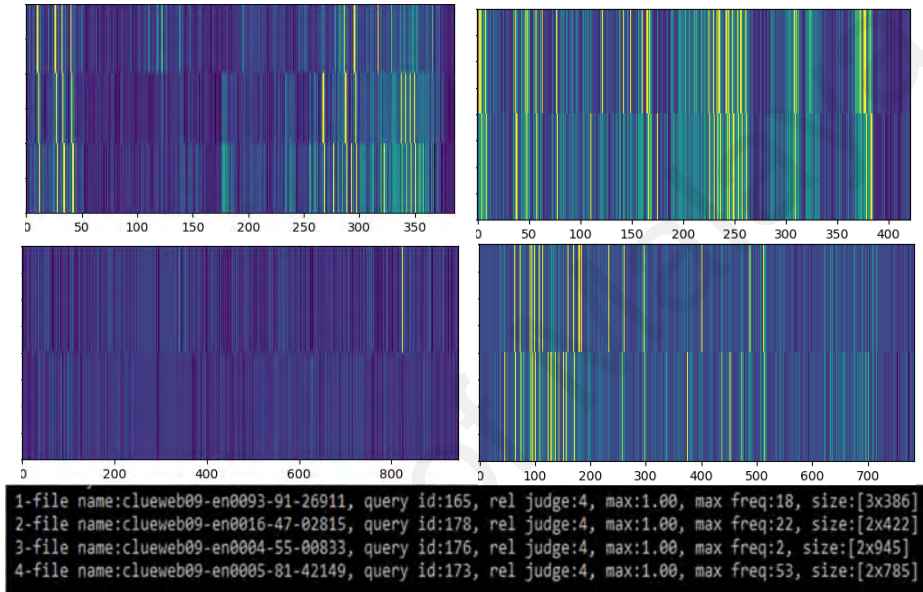 0 50 100 150 200 250 300 350
0 50 100 150 200 250 300 350 400
0 200 400 600 800
0 100 200 300 400 500 600 700
1-file name:clueweb09-en0093-91-26911, query id:165, rel judge:4, max:1.00, max freq:18, size:[3x386]
2-file name:clueweb09-en0016-47-02815, query id:178, rel judge:4, max:1.00, max freq:22, size:[2x422]
3-file name:clueweb09-en0004-55-00833, query id:176, rel judge:4, max:1.00, max freq:2, size:[2x945]
4-file name:clueweb09-en0005-81-42149, query id:173, rel judge:4, max:1.00, max freq:53, size:[2x785]